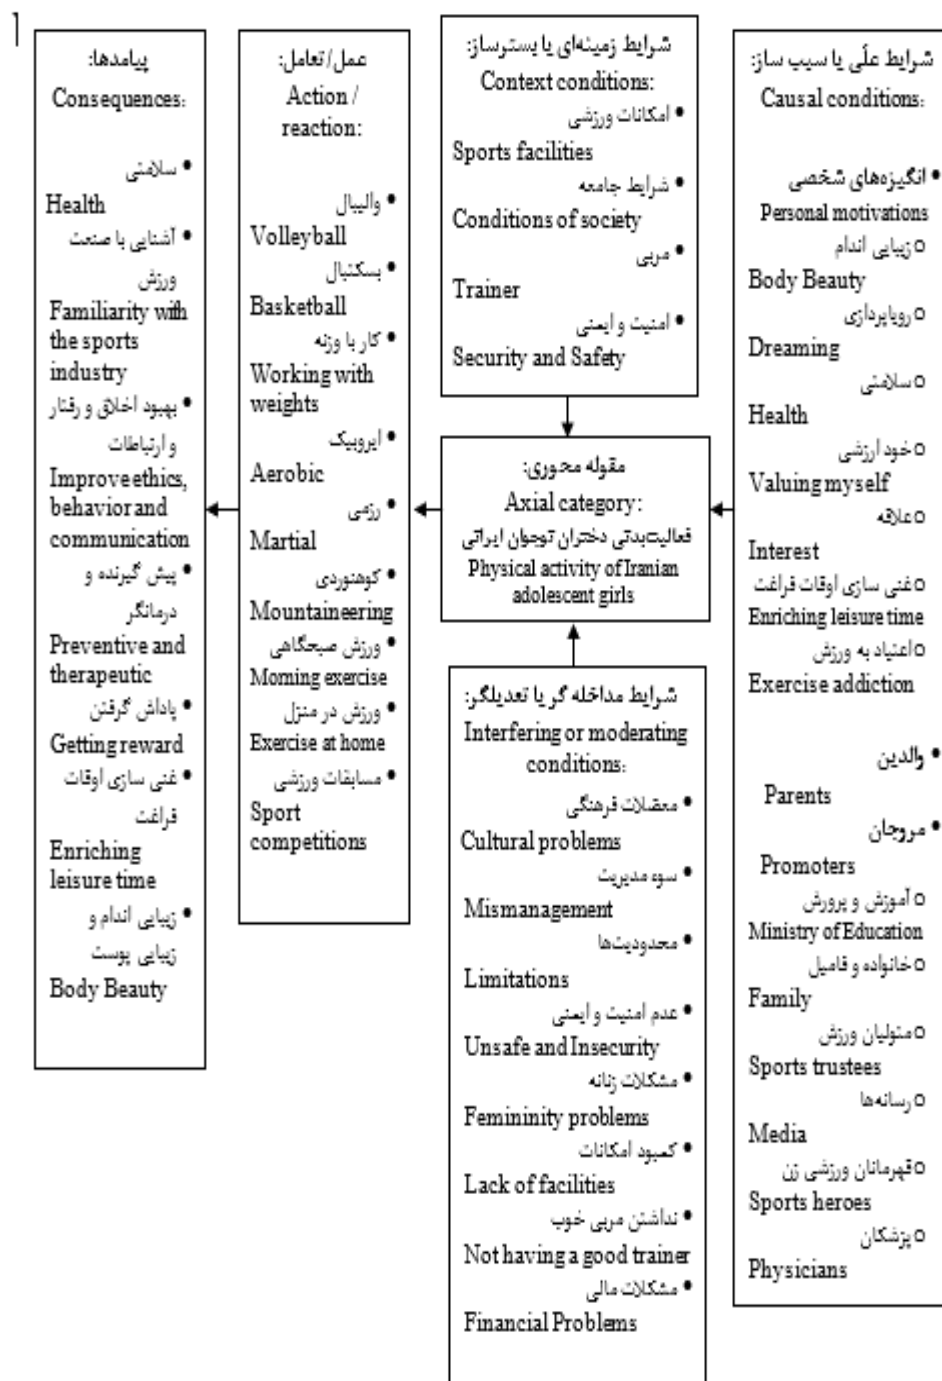 1
شرایط علّی یا سبب ساز:
Causal conditions:
• انگیزه‌های شخصی
Personal motivations
o زیبایی اندام
Body Beauty
o رویاپردازی
Dreaming
o سلامتی
Health
o خود ارزشی
Valuing myself
o علاقه
Interest
o غنی سازی اوقات فراغت
Enriching leisure time
o اعتیاد به ورزش
Exercise addiction
• والدین
Parents
• مروجان
Promoters
o آموزش و پرورش
Ministry of Education
o خانواده و فامیل
Family
o متولیان ورزش
Sports trustees
o رسانه‌ها
Media
o قهرمانان ورزشی زن
Sports heroes
o پزشکان
Physicians
شرایط زمینه‌ای یا بسترساز:
Context conditions:
• امکانات ورزشی
Sports facilities
• شرایط جامعه
Conditions of society
• مربی
Trainer
• امنیت و ایمنی
Security and Safety
مقوله محوری:
Axial category:
فعالیت‌بدنی دختران نوجوان ایرانی
Physical activity of Iranian
adolescent girls
شرایط مداخله گر یا تعدیلگر:
Interfering or moderating
conditions:
• معضلات فرهنگی
Cultural problems
• سوء مدیریت
Mismanagement
• محدودیت‌ها
Limitations
• عدم امنیت و ایمنی
Unsafe and Insecurity
• مشکلات زنانه
Femininity problems
• کمبود امکانات
Lack of facilities
• نداشتن مربی خوب
Not having a good trainer
• مشکلات مالی
Financial Problems
عمل/تعامل:
Action /
reaction:
• والیبال
Volleyball
• بسکتبال
Basketball
• کار با وزنه
Working with
weights
• ایروبیک
Aerobic
• رزمی
Martial
• کوهنوردی
Mountaineering
• ورزش صبحگاهی
Morning exercise
• ورزش در منزل
Exercise at home
• مسابقات ورزشی
Sport
competitions
پیامدها:
Consequences:
• سلامتی
Health
• آشنایی با صنعت
ورزش
Familiarity with
the sports
industry
• بهبود اخلاق و رفتار
و ارتباطات
Improve ethics,
behavior and
communication
• پیش گیرنده و
درمانگر
Preventive and
therapeutic
• پاداش گرفتن
Getting reward
• غنی سازی اوقات
فراغت
Enriching
leisure time
• زیبایی اندام و
زیبایی پوست
Body Beauty